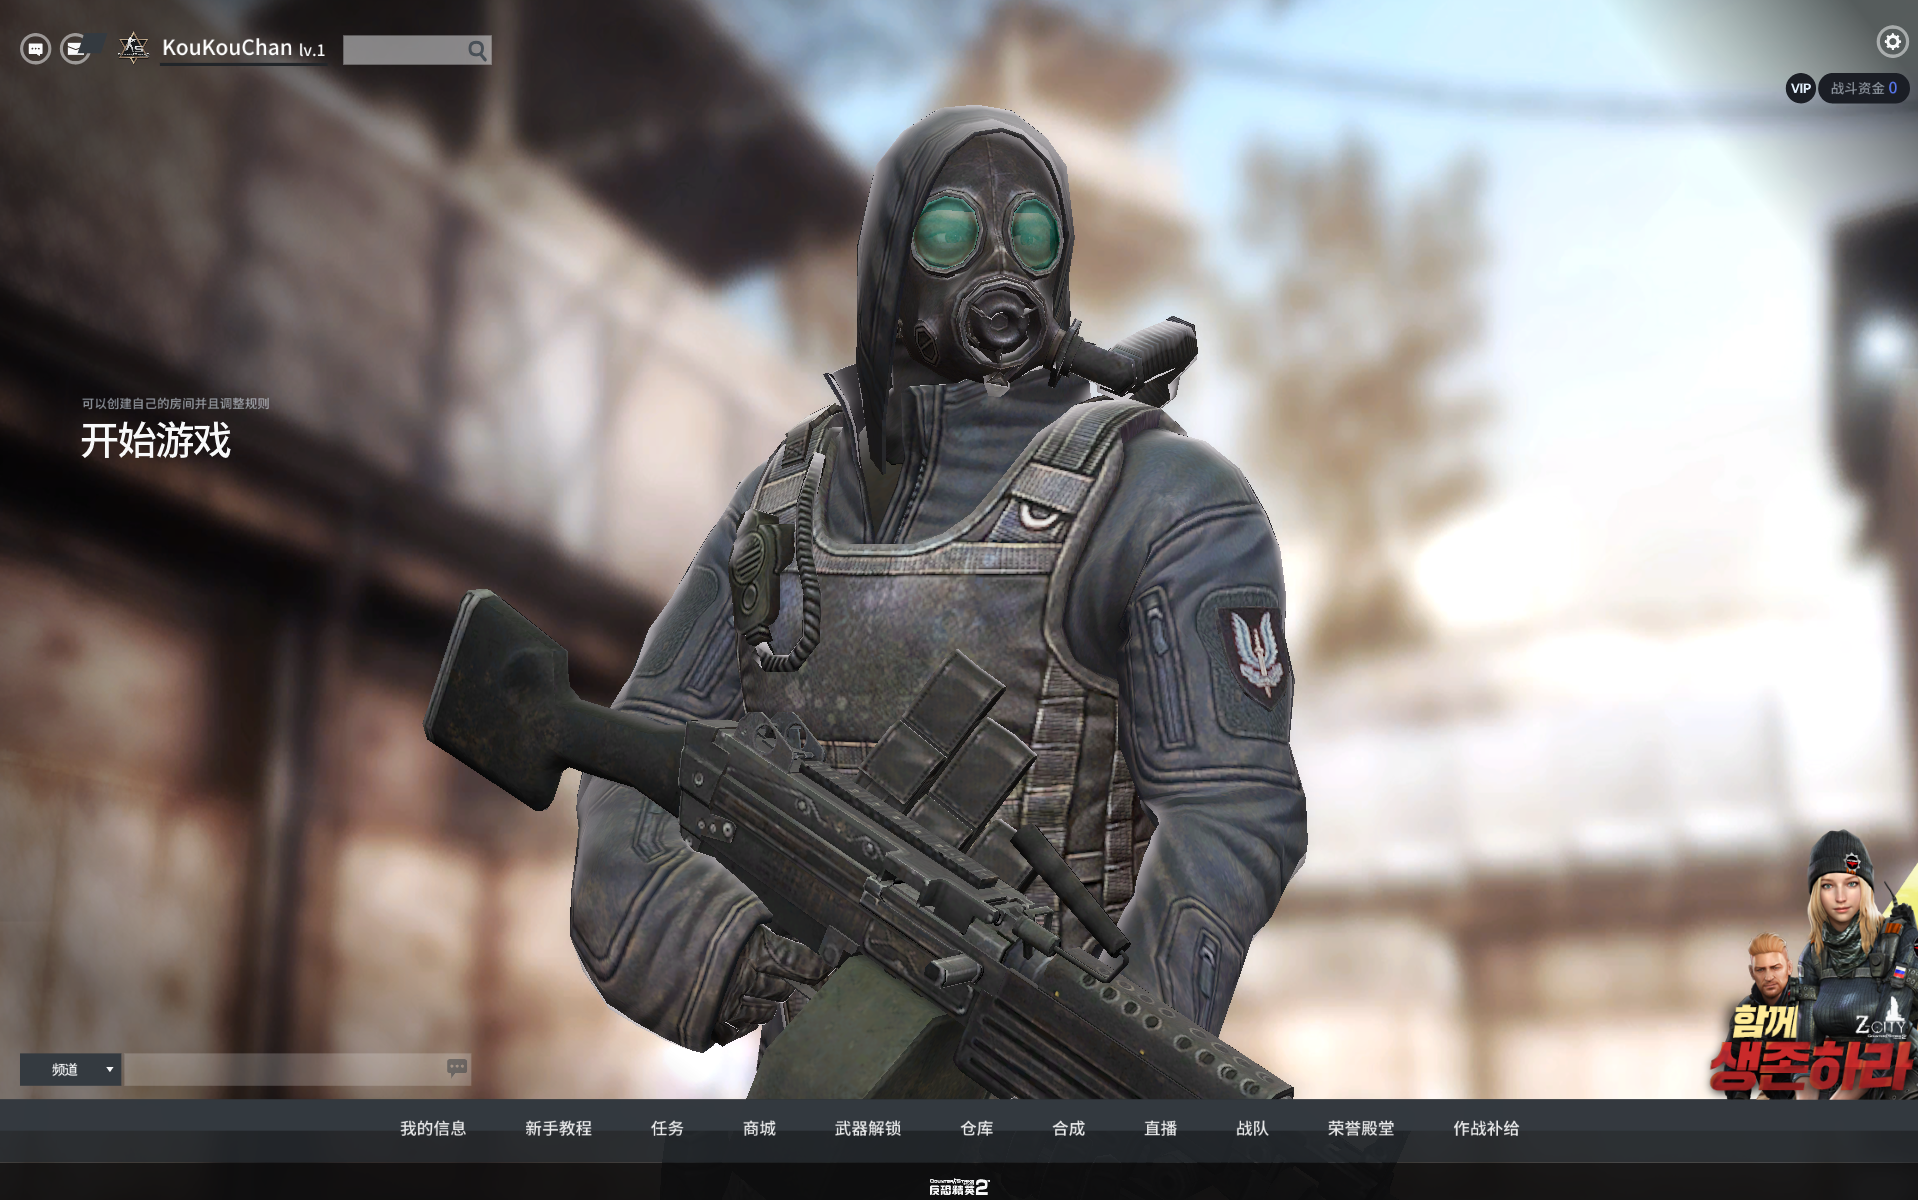 KouKouChan lv.1
VIP 战斗资金 0
可以创建自己的房间并且调整规则
开始游戏
Z CITY
함께
생존하라
频道
我的信息 新手教程 任务 商城 武器解锁 仓库 合成 直播 战队 荣誉殿堂 作战补给
反恐精英2